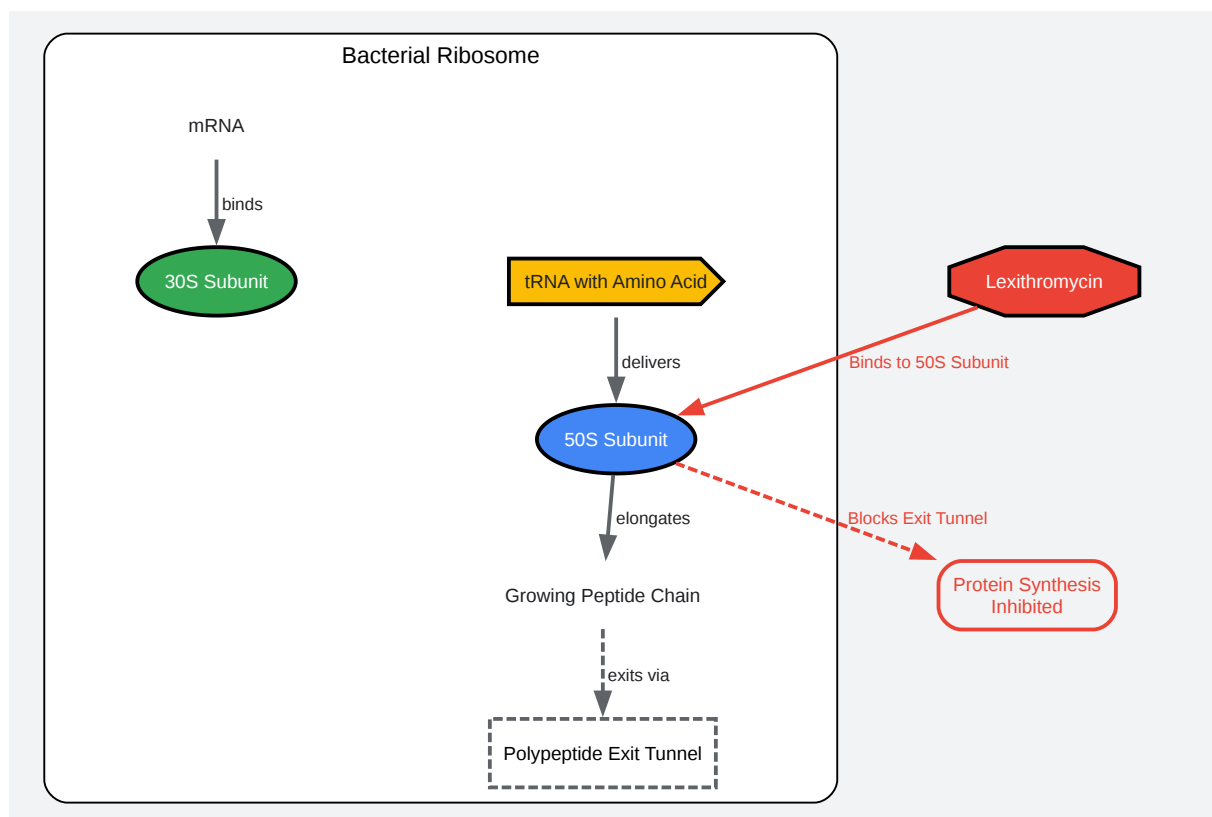 Bacterial Ribosome
mRNA
binds
30S Subunit
tRNA with Amino Acid
Lexithromycin
delivers
Binds to 50S Subunit
50S Subunit
elongates
Blocks Exit Tunnel
Growing Peptide Chain
Protein Synthesis
Inhibited
exits via
Polypeptide Exit Tunnel